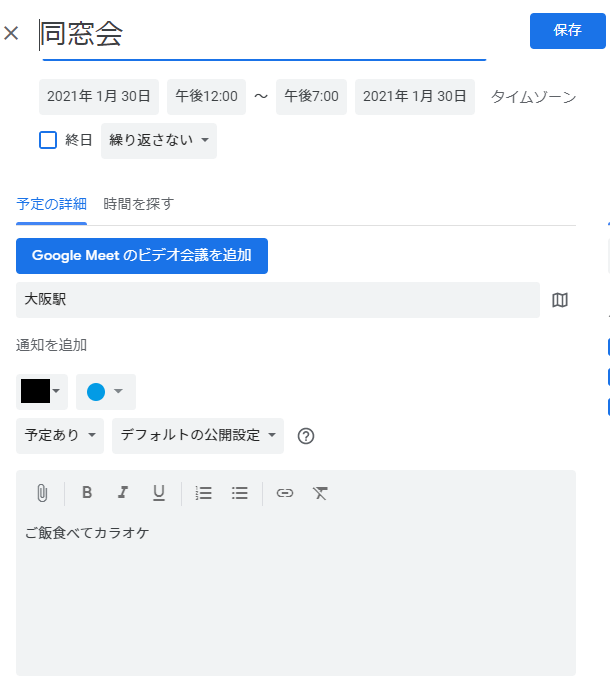 同窓会
保存
2021年 1月 30日 午後12:00 ～ 午後7:00 2021年 1月 30日 タイムゾーン
終日 繰り返さない
予定の詳細 時間を探す
Google Meet のビデオ会議を追加
大阪駅
通知を追加
予定あり デフォルトの公開設定
B I U
ご飯食べてカラオケ